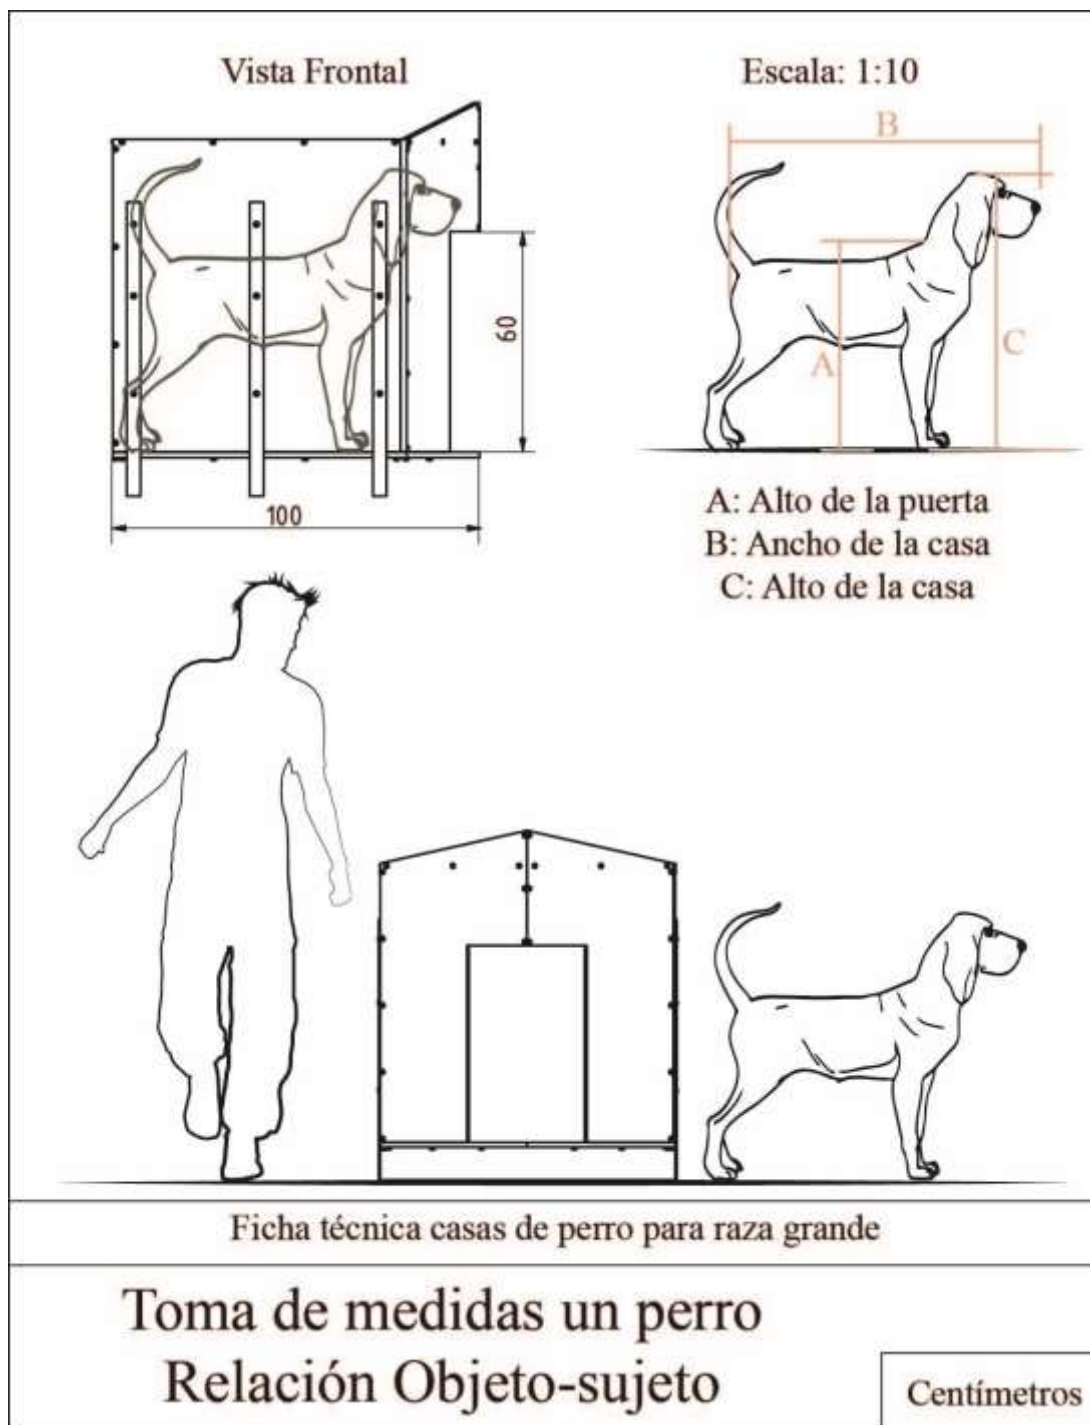 Vista Frontal
Escala: 1:10
B
60
A
C
100
A: Alto de la puerta
B: Ancho de la casa
C: Alto de la casa
Ficha técnica casas de perro para raza grande
Toma de medidas un perro
Relación Objeto-sujeto
Centímetros